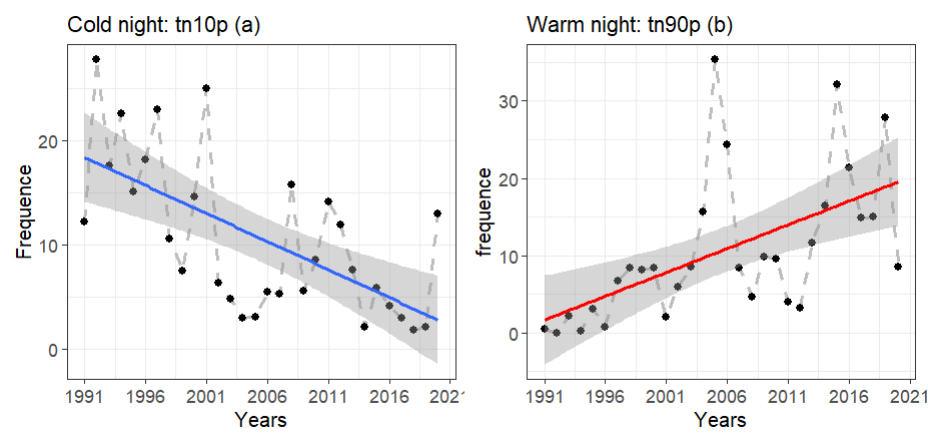 Cold night: tn10p (a)
Frequence
20
10
0
1991 1996 2001 2006 2011 2016 202
Years
Warm night: tn90p (b)
frequence
30
20
10
0
1991 1996 2001 2006 2011 2016 2021
Years